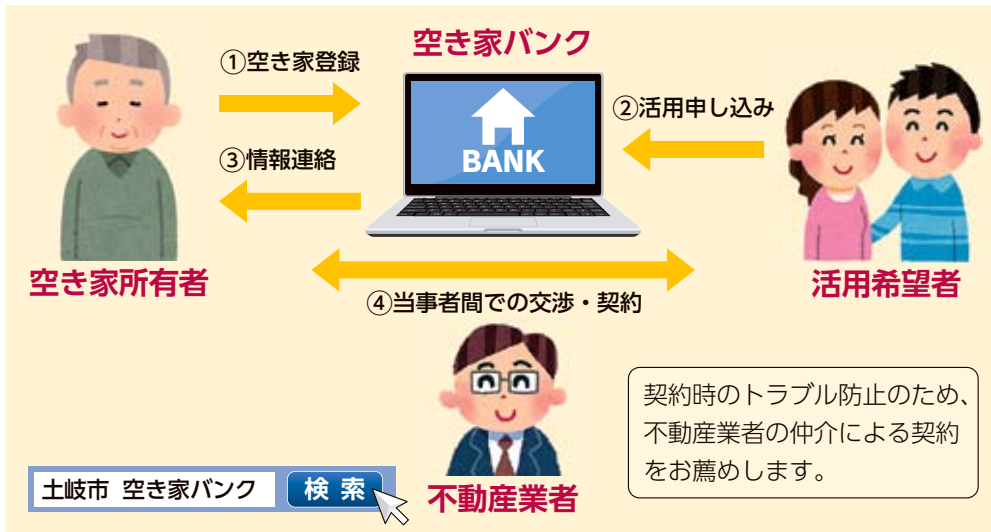 空き家バンク
①空き家登録
②活用申し込み
BANK
③情報連絡
空き家所有者
活用希望者
④当事者間での交渉・契約
契約時のトラブル防止のため、
不動産業者の仲介による契約
をお薦めします。
土岐市 空き家バンク
検索
不動産業者